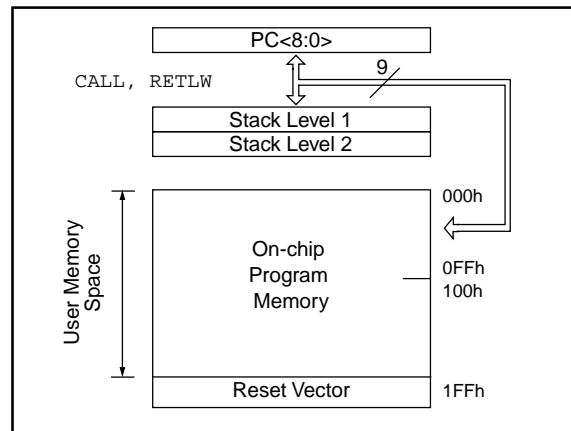 PC<8:0>
CALL, RETLW
9
Stack Level 1
Stack Level 2
000h
User Memory
Space
On-chip
Program
Memory
0FFh
100h
Reset Vector
1FFh